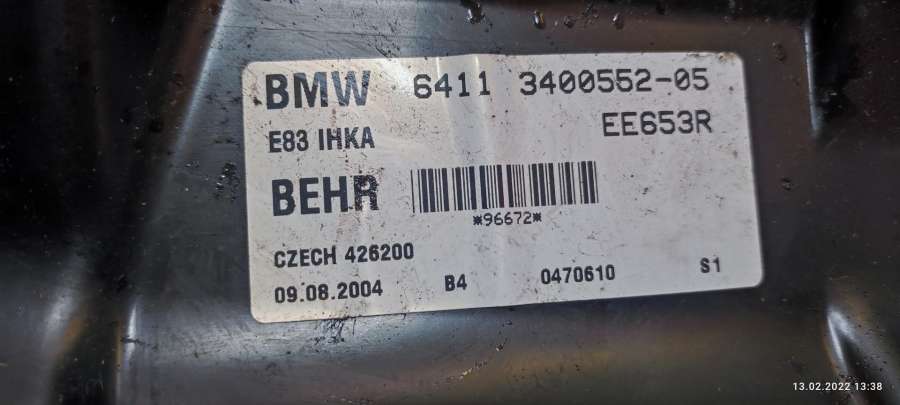 BMW 6411 3400552-05
E83 IHKA EE653R
BEHR
*96672*
CZECH 426200
09.08.2004 B4 0470610 S1
13.02.2022 13:38